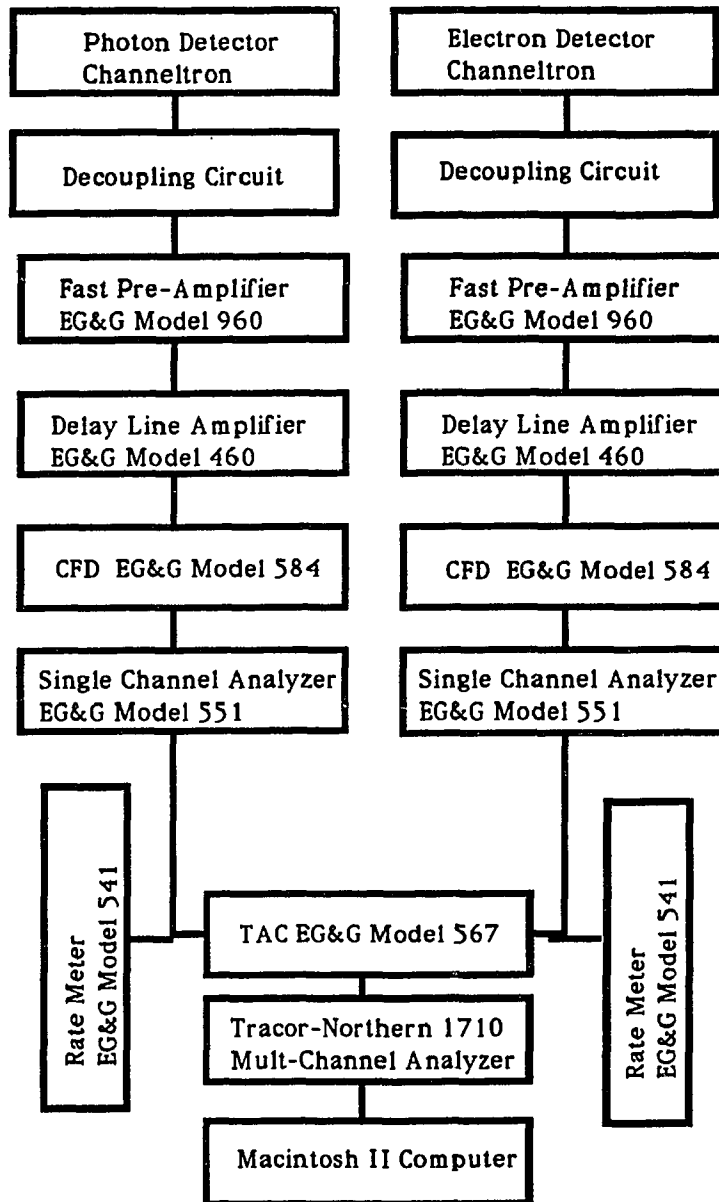 Photon Detector
Channeltron
Decoupling Circuit
Fast Pre-Amplifier
EG&G Model 960
Delay Line Amplifier
EG&G Model 460
CFD EG&G Model 584
Single Channel Analyzer
EG&G Model 551
Electron Detector
Channeltron
Decoupling Circuit
Fast Pre-Amplifier
EG&G Model 960
Delay Line Amplifier
EG&G Model 460
CFD EG&G Model 584
Single Channel Analyzer
EG&G Model 551
Rate Meter
EG&G Model 541
TAC EG&G Model 567
Rate Meter
EG&G Model 541
Tracor-Northern 1710
Mult-Channel Analyzer
Macintosh II Computer